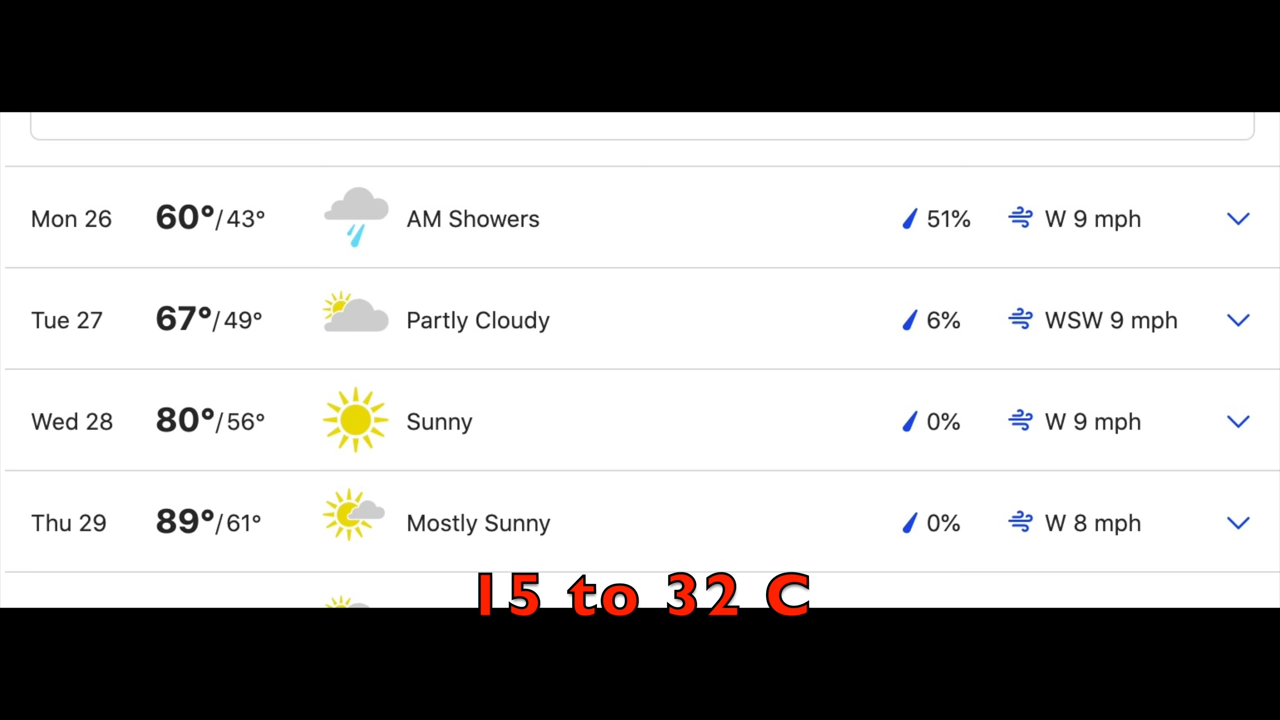 Mon 26 60°/43° AM Showers 51% W 9 mph
Tue 27 67°/49° Partly Cloudy 6% WSW 9 mph
Wed 28 80°/56° Sunny 0% W 9 mph
Thu 29 89°/61° Mostly Sunny 0% W 8 mph
15 to 32 C